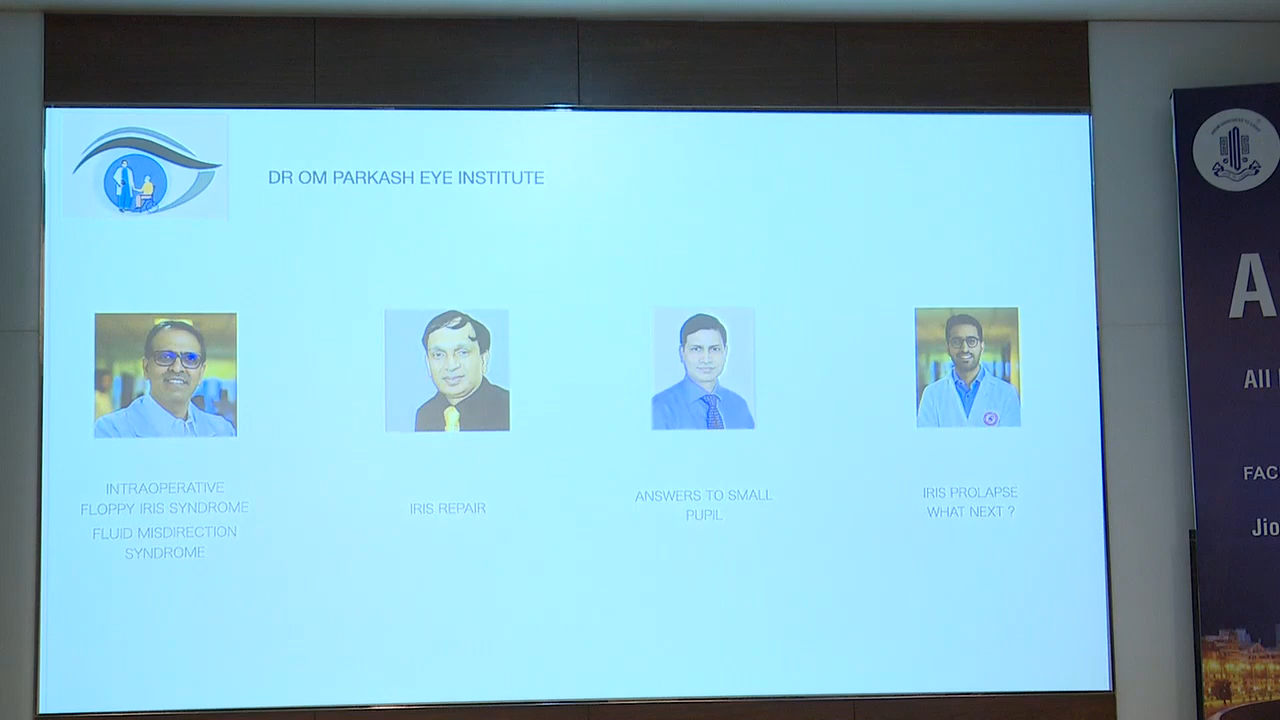 DR OM PARKASH EYE INSTITUTE
INTRAOPERATIVE
FLOPPY IRIS SYNDROME
FLUID MISDIRECTION
SYNDROME
IRIS REPAIR
ANSWERS TO SMALL
PUPIL
IRIS PROLAPSE
WHAT NEXT ?
A
All
FAC
Jio